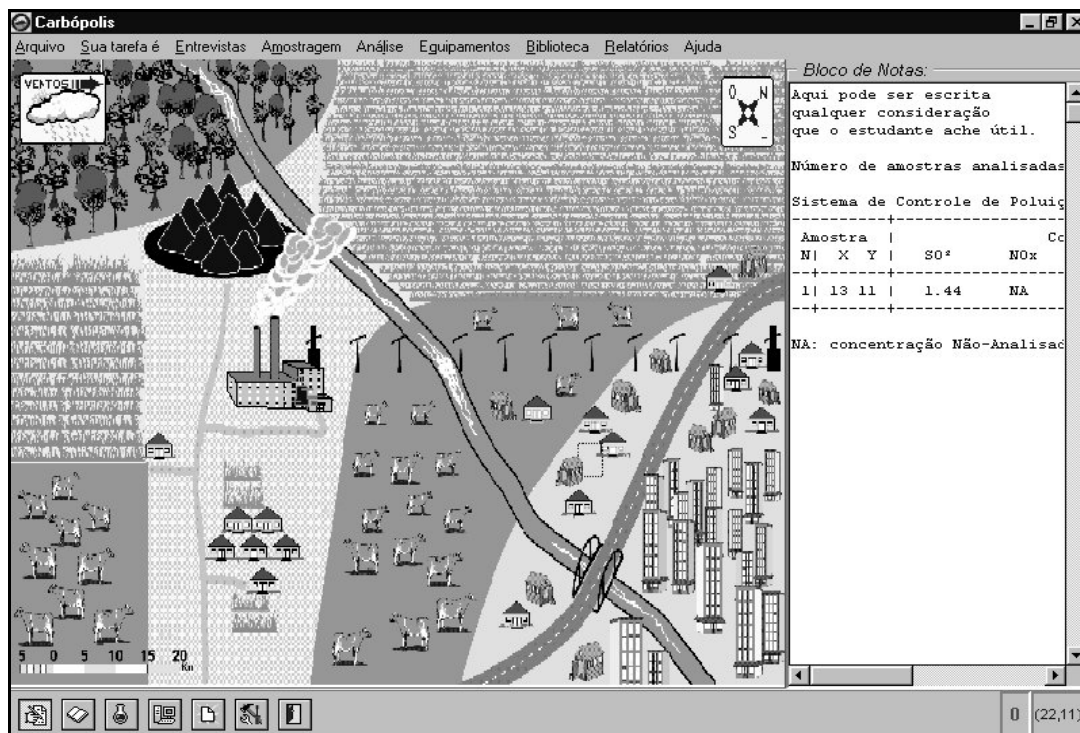 Carbópolis
Arquivo Sua tarefa é Entrevistas Amostragem Análise Equipamentos Biblioteca Relatórios Ajuda
VENTOS
O N
S
Bloco de Notas:
Aqui pode ser escrita
qualquer consideração
que o estudante ache útil.
Número de amostras analisadas
Sistema de Controle de Poluiç
Amostra | Co
N| X Y | SO² NOx
1| 13 11 | 1.44 NA
NA: concentração Não-Analisad
5 0 5 10 15 20
Km
0 (22,11)